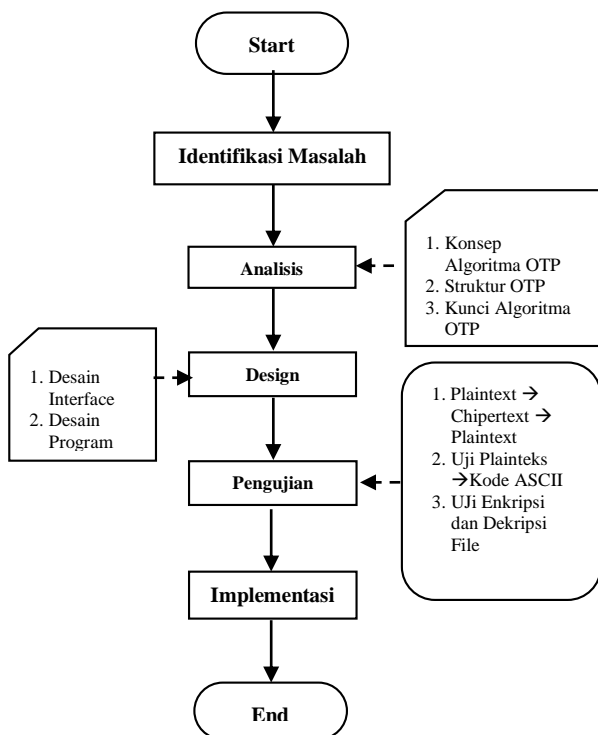 Start
Identifikasi Masalah
Analisis
1. Konsep
Algoritma OTP
2. Struktur OTP
3. Kunci Algoritma
OTP
Design
1. Desain
Interface
2. Desain
Program
Pengujian
1. Plaintext →
Chipertext →
Plaintext
2. Uji Plainteks
→Kode ASCII
3. UJi Enkripsi
dan Dekripsi
File
Implementasi
End